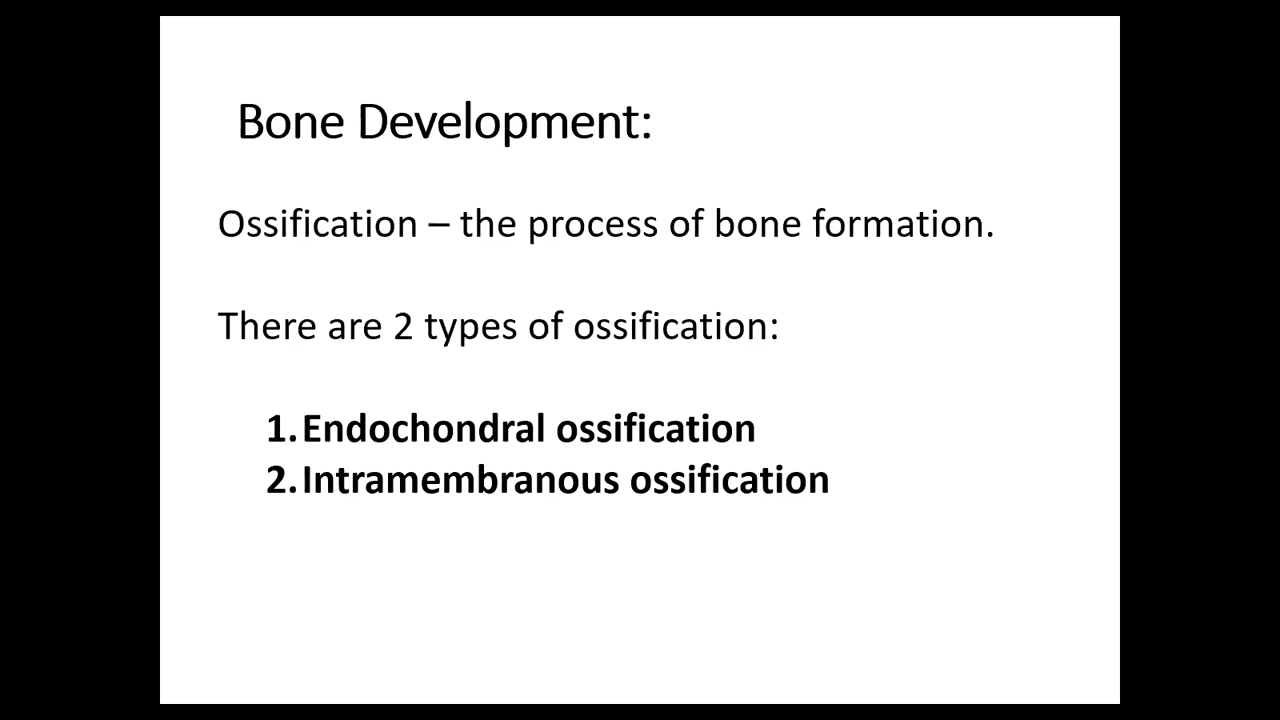 Bone Development:
Ossification – the process of bone formation.
There are 2 types of ossification:
1. Endochondral ossification
2. Intramembranous ossification